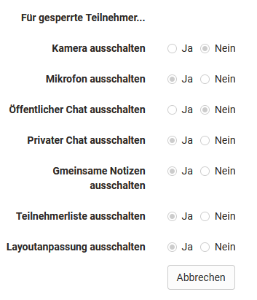 Für gesperrte Teilnehmer...
Kamera ausschalten Ja Nein
Mikrofon ausschalten Ja Nein
Öffentlicher Chat ausschalten Ja Nein
Privater Chat ausschalten Ja Nein
Gmeinsame Notizen Ja Nein
ausschalten
Teilnehmerliste ausschalten Ja Nein
Layoutanpassung ausschalten Ja Nein
Abbrechen